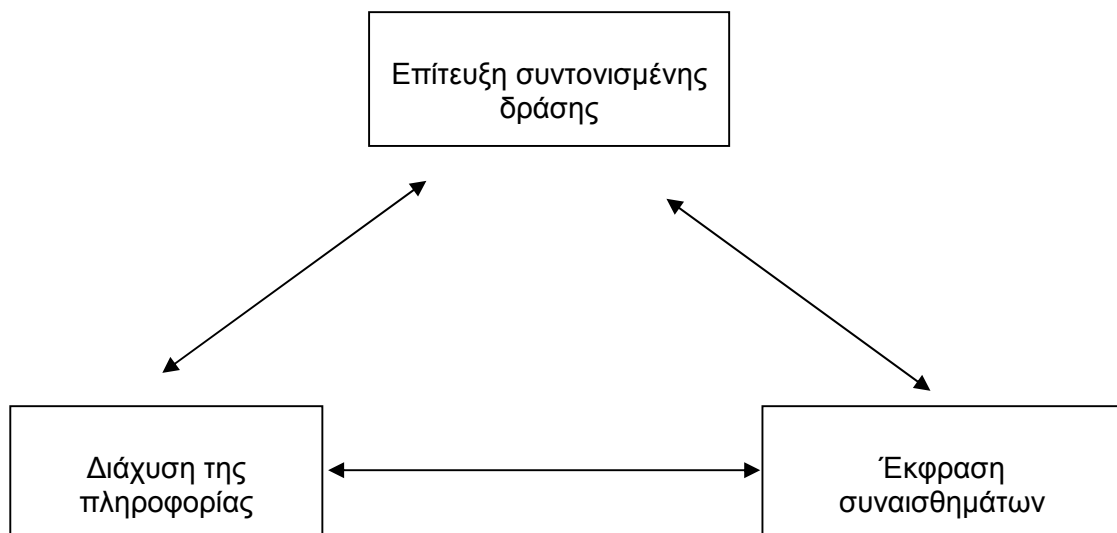 Επίτευξη συντονισμένης
δράσης
Διάχυση της
πληροφορίας
Έκφραση
συναισθημάτων